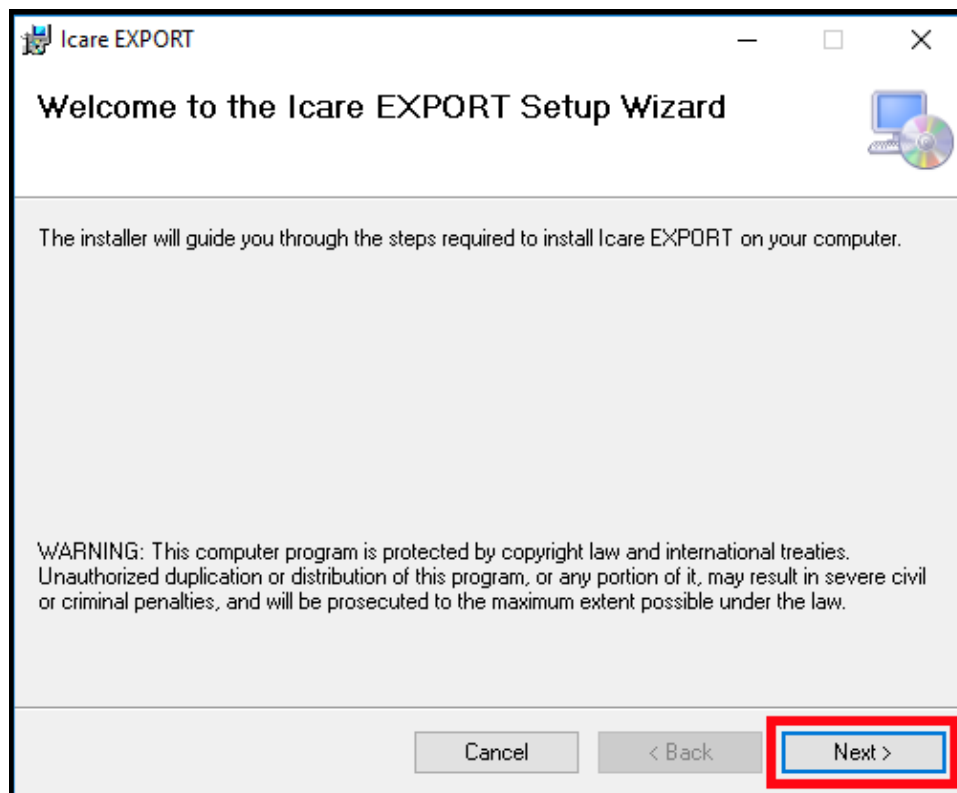 Icare EXPORT
Welcome to the Icare EXPORT Setup Wizard
The installer will guide you through the steps required to install Icare EXPORT on your computer.
WARNING: This computer program is protected by copyright law and international treaties.
Unauthorized duplication or distribution of this program, or any portion of it, may result in severe civil
or criminal penalties, and will be prosecuted to the maximum extent possible under the law.
Cancel
< Back
Next >